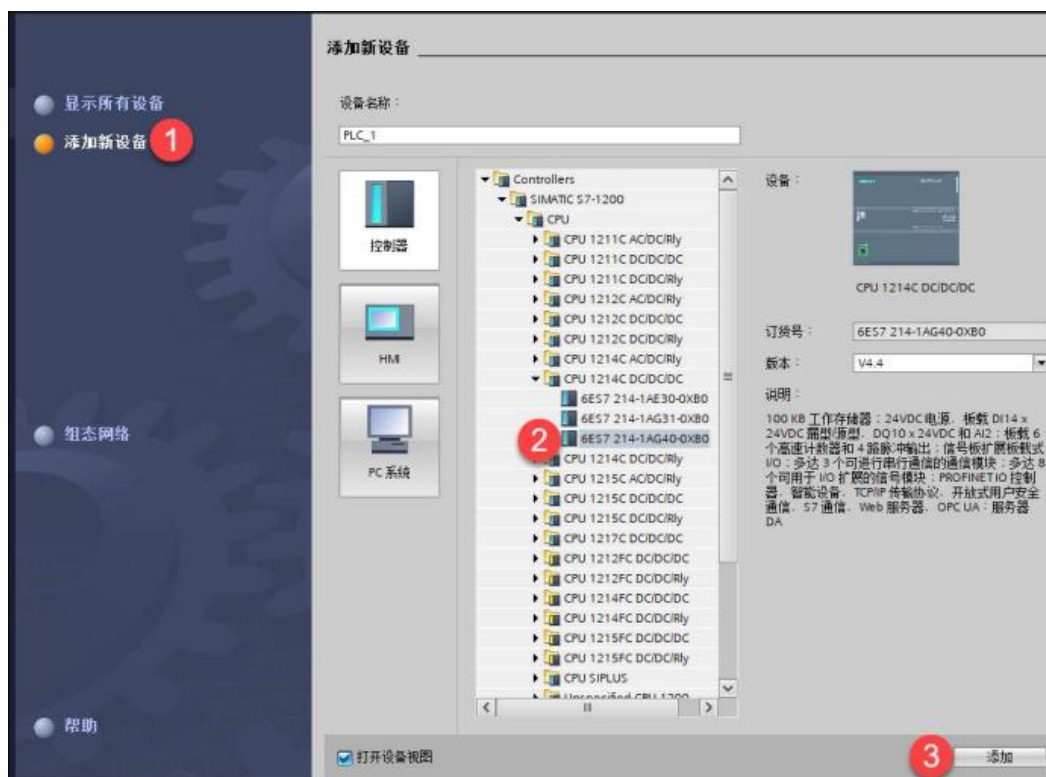 添加新设备
显示所有设备
添加新设备 1
组态网络
帮助
设备名称：
PLC_1
控制器
HMI
PC 系统
Controllers
SIMATIC S7-1200
CPU
CPU 1211C AC/DC/Rly
CPU 1211C DC/DC/DC
CPU 1211C DC/DC/Rly
CPU 1212C AC/DC/Rly
CPU 1212C DC/DC/DC
CPU 1212C DC/DC/Rly
CPU 1214C AC/DC/Rly
CPU 1214C DC/DC/DC
6ES7 214-1AE30-0XB0
6ES7 214-1AG31-0XB0
2 6ES7 214-1AG40-0XB0
CPU 1214C DC/DC/Rly
CPU 1215C AC/DC/Rly
CPU 1215C DC/DC/DC
CPU 1215C DC/DC/Rly
CPU 1217C DC/DC/DC
CPU 1212FC DC/DC/DC
CPU 1212FC DC/DC/Rly
CPU 1214FC DC/DC/DC
CPU 1214FC DC/DC/Rly
CPU 1215FC DC/DC/DC
CPU 1215FC DC/DC/Rly
CPU SIPLUS
Unspecified CPU 1200
设备：
CPU 1214C DC/DC/DC
订货号：
6ES7 214-1AG40-0XB0
版本：
V4.4
说明：
100 KB 工作存储器；24VDC 电源，板载 DI14 x
24VDC 漏型/源型，DQ10 x 24VDC 和 AI2；板载 6
个高速计数器和 4 路脉冲输出；信号板扩展板载式
I/O；多达 3 个可进行串行通信的通信模块；多达 8
个可用于 I/O 扩展的信号模块；PROFINET IO 控制
器，智能设备，TCP/IP 传输协议，开放式用户安全
通信，S7 通信，Web 服务器，OPC UA：服务器
DA
打开设备视图
3 添加